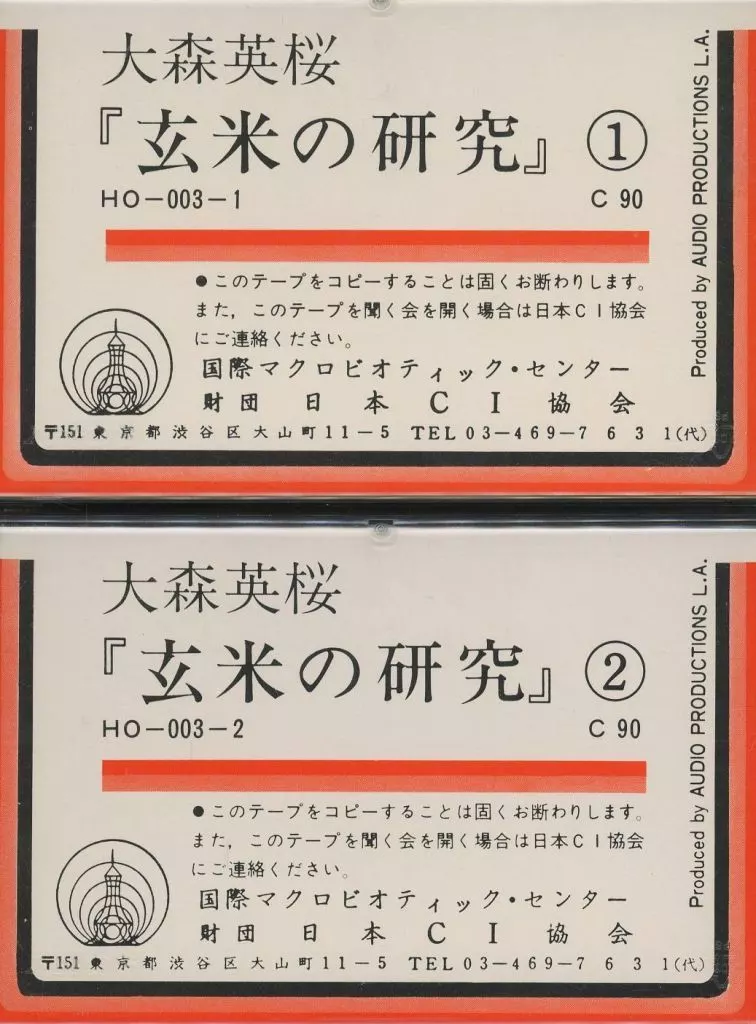 大森英桜
『玄米の研究』 ①
HO-003-1 C 90
●このテープをコピーすることは固くお断わりします。
また，このテープを聞く会を開く場合は日本CI協会
にご連絡ください。
国際マクロビオティック・センター
財団 日本CI協会
〒151 東京都渋谷区大山町11-5 TEL 03-469-7631(代)
Produced by AUDIO PRODUCTIONS L.A.
大森英桜
『玄米の研究』 ②
HO-003-2 C 90
●このテープをコピーすることは固くお断わりします。
また，このテープを聞く会を開く場合は日本CI協会
にご連絡ください。
国際マクロビオティック・センター
財団 日本CI協会
〒151 東京都渋谷区大山町11-5 TEL 03-469-7631(代)
Produced by AUDIO PRODUCTIONS L.A.